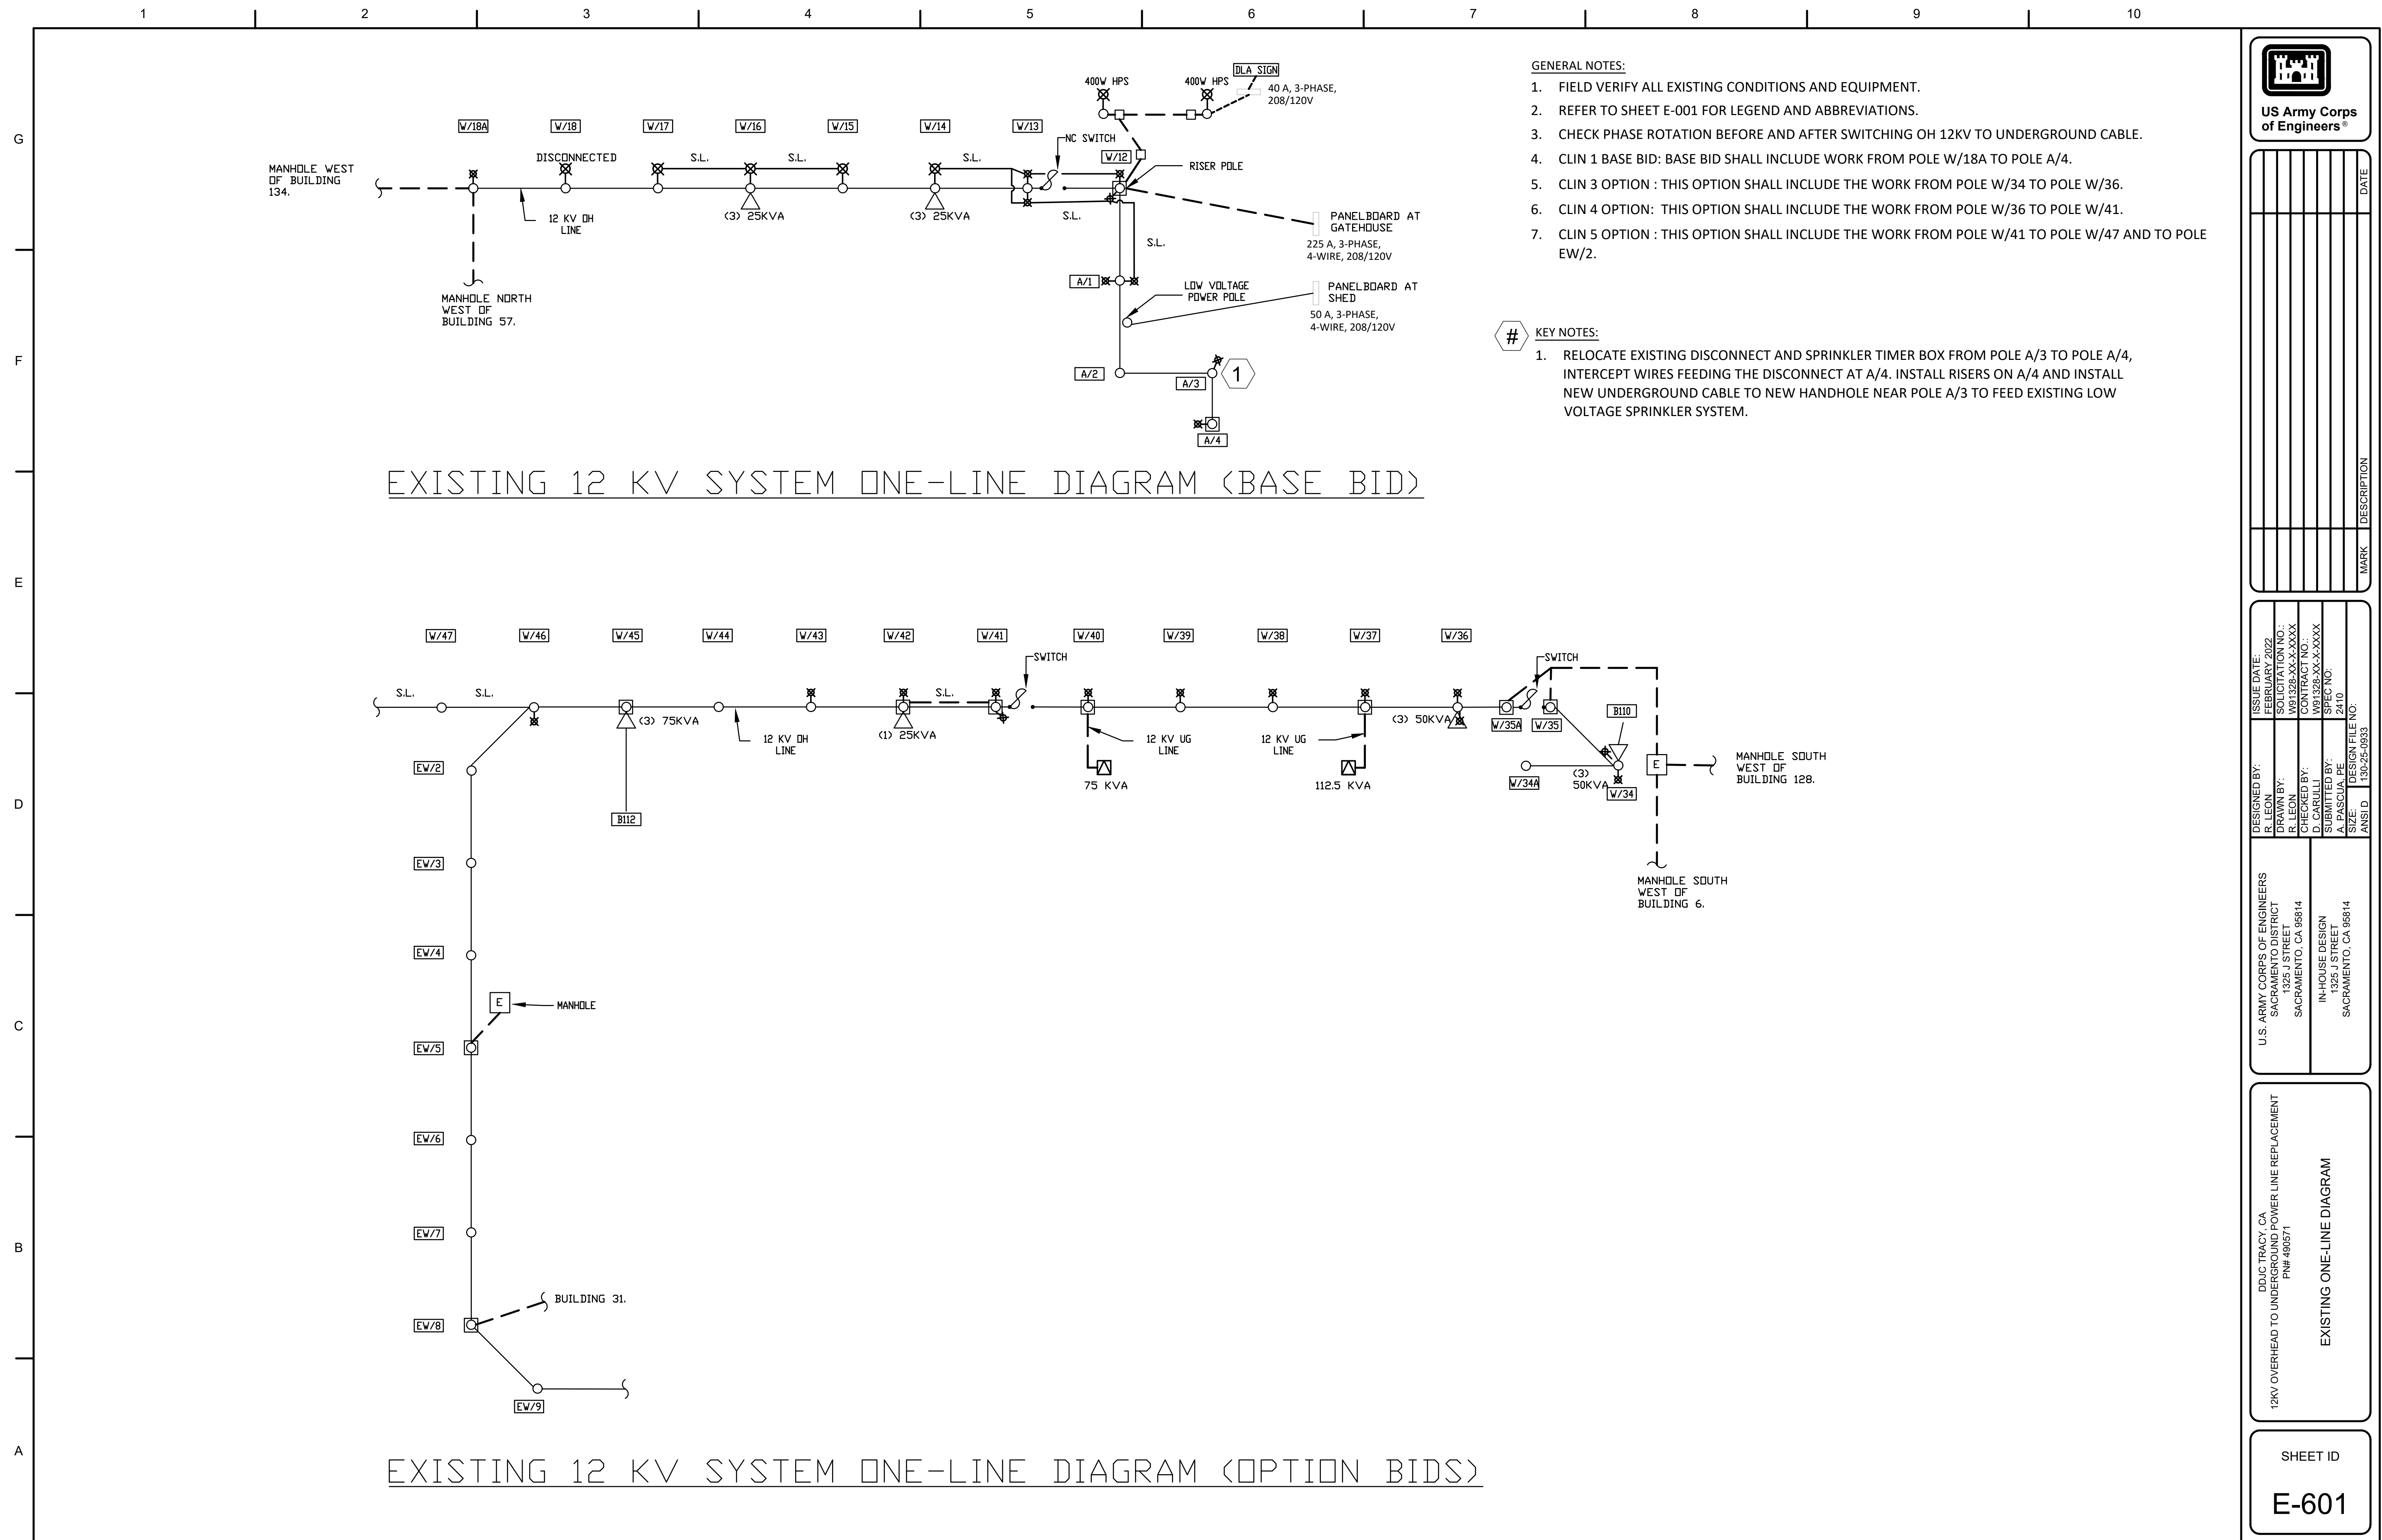 1 2 3 4 5 6 7 8 9 10
G
F
E
D
C
B
A
400W HPS
400W HPS
DLA SIGN
40 A, 3-PHASE,
208/120V
W/18A
W/18
W/17
W/16
W/15
W/14
W/13
NC SWITCH
W/12
RISER POLE
DISCONNECTED
S.L.
S.L.
S.L.
MANHOLE WEST
OF BUILDING
134.
12 KV OH
LINE
(3) 25KVA
(3) 25KVA
S.L.
S.L.
PANELBOARD AT
GATEHOUSE
225 A, 3-PHASE,
4-WIRE, 208/120V
MANHOLE NORTH
WEST OF
BUILDING 57.
A/1
LOW VOLTAGE
POWER POLE
PANELBOARD AT
SHED
50 A, 3-PHASE,
4-WIRE, 208/120V
A/2
A/3
1
A/4
EXISTING 12 KV SYSTEM ONE-LINE DIAGRAM (BASE BID)
GENERAL NOTES:
1. FIELD VERIFY ALL EXISTING CONDITIONS AND EQUIPMENT.
2. REFER TO SHEET E-001 FOR LEGEND AND ABBREVIATIONS.
3. CHECK PHASE ROTATION BEFORE AND AFTER SWITCHING OH 12KV TO UNDERGROUND CABLE.
4. CLIN 1 BASE BID: BASE BID SHALL INCLUDE WORK FROM POLE W/18A TO POLE A/4.
5. CLIN 3 OPTION : THIS OPTION SHALL INCLUDE THE WORK FROM POLE W/34 TO POLE W/36.
6. CLIN 4 OPTION: THIS OPTION SHALL INCLUDE THE WORK FROM POLE W/36 TO POLE W/41.
7. CLIN 5 OPTION : THIS OPTION SHALL INCLUDE THE WORK FROM POLE W/41 TO POLE W/47 AND TO POLE
EW/2.
# KEY NOTES:
1. RELOCATE EXISTING DISCONNECT AND SPRINKLER TIMER BOX FROM POLE A/3 TO POLE A/4,
INTERCEPT WIRES FEEDING THE DISCONNECT AT A/4. INSTALL RISERS ON A/4 AND INSTALL
NEW UNDERGROUND CABLE TO NEW HANDHOLE NEAR POLE A/3 TO FEED EXISTING LOW
VOLTAGE SPRINKLER SYSTEM.
W/47
W/46
W/45
W/44
W/43
W/42
W/41
W/40
W/39
W/38
W/37
W/36
SWITCH
SWITCH
S.L.
S.L.
S.L.
(3) 75KVA
12 KV OH
LINE
(1) 25KVA
12 KV UG
LINE
12 KV UG
LINE
(3) 50KVA
W/35A
W/35
B110
75 KVA
112.5 KVA
W/34A
(3)
50KVA
W/34
E
MANHOLE SOUTH
WEST OF
BUILDING 128.
MANHOLE SOUTH
WEST OF
BUILDING 6.
B112
EW/2
EW/3
EW/4
E
MANHOLE
EW/5
EW/6
EW/7
BUILDING 31.
EW/8
EW/9
EXISTING 12 KV SYSTEM ONE-LINE DIAGRAM (OPTION BIDS)
US Army Corps
of Engineers®
MARK
DESCRIPTION
DATE
DESIGNED BY:
R. LEON
DRAWN BY:
R. LEON
CHECKED BY:
D. CARULLI
SUBMITTED BY:
A. PASCUA, PE
SIZE:
ANSI D
ISSUE DATE:
FEBRUARY 2022
SOLICITATION NO.:
W91328-XX-X-XXXX
CONTRACT NO.:
W91328-XX-X-XXXX
SPEC NO:
2410
DESIGN FILE NO:
130-25-0933
U.S. ARMY CORPS OF ENGINEERS
SACRAMENTO DISTRICT
1325 J STREET
SACRAMENTO, CA 95814
IN-HOUSE DESIGN
1325 J STREET
SACRAMENTO, CA 95814
DDJC TRACY, CA
12KV OVERHEAD TO UNDERGROUND POWER LINE REPLACEMENT
PN# 490571
EXISTING ONE-LINE DIAGRAM
SHEET ID
E-601